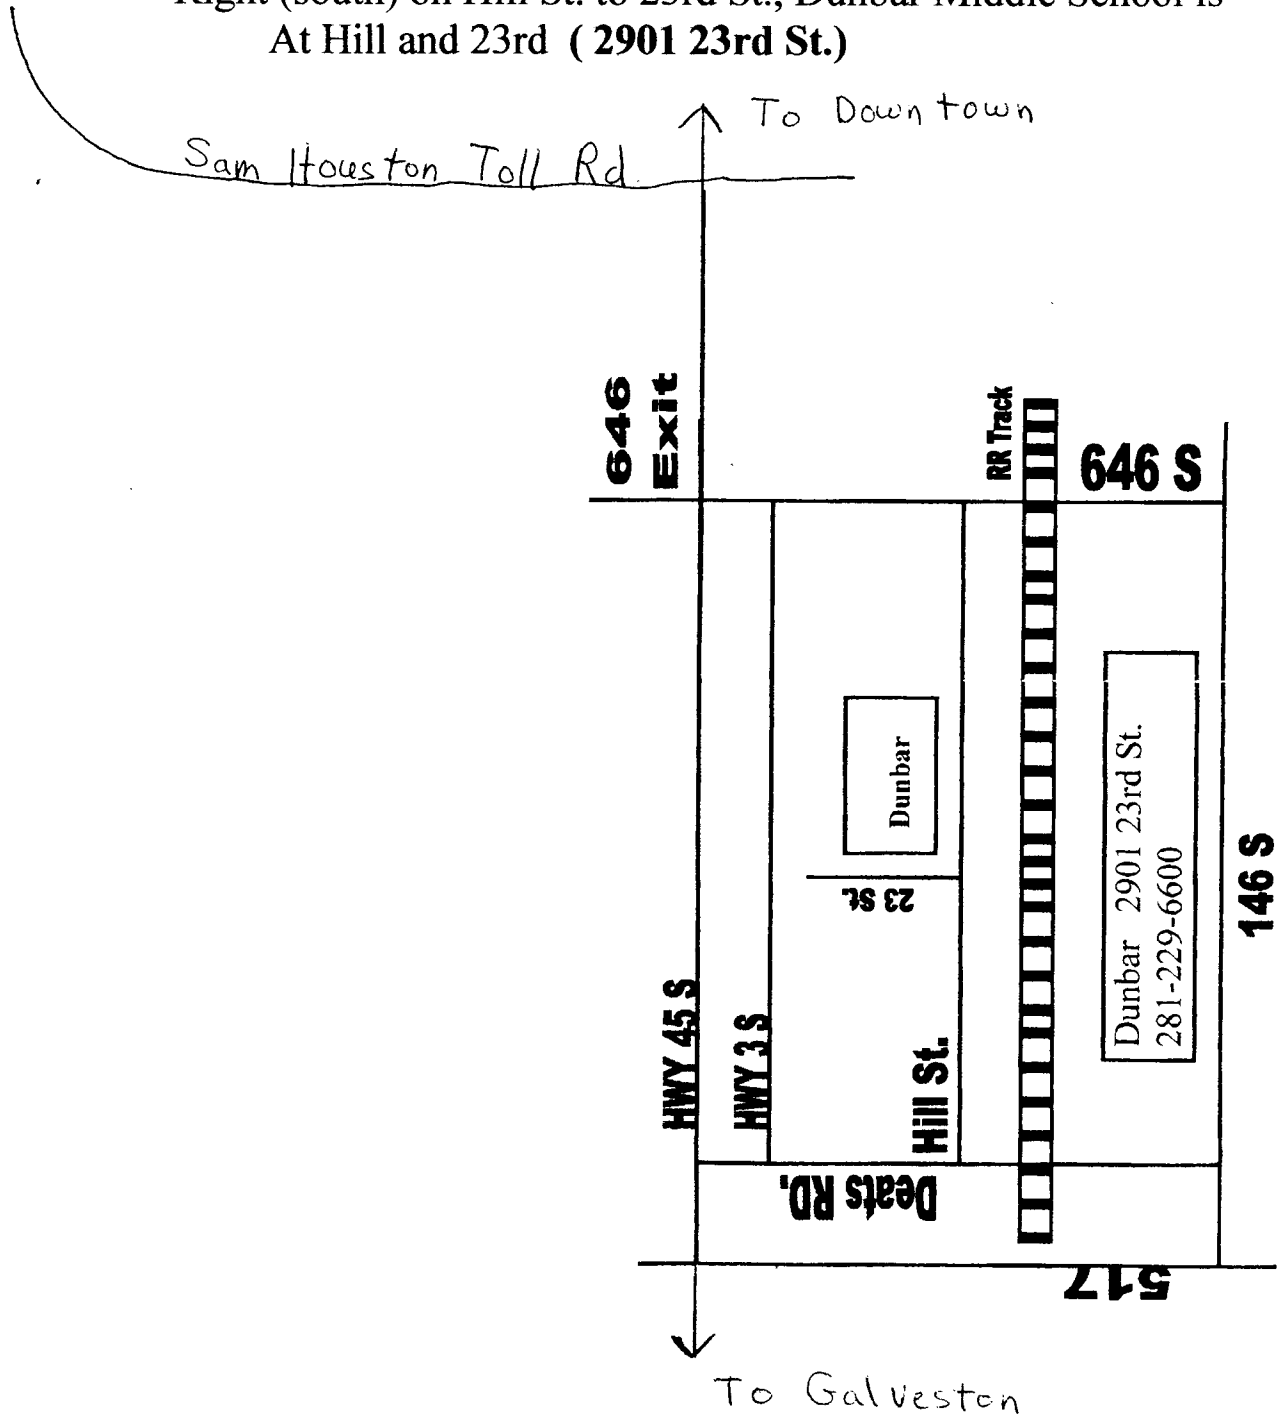 Right (south) on Hill St. to 23rd St., Dunbar Middle School is
At Hill and 23rd ( 2901 23rd St.)
To Downtown
Sam Houston Toll Rd.
646
Exit
RR Track
646 S
Dunbar
23 St.
Dunbar 2901 23rd St.
281-229-6600
146 S
HWY 45 S
HWY 3 S
Hill St.
Deats RD.
517
To Galveston